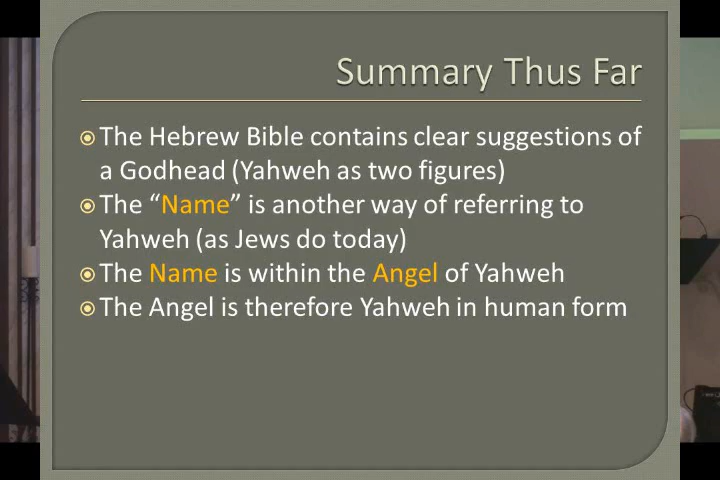 Summary Thus Far
The Hebrew Bible contains clear suggestions of
a Godhead (Yahweh as two figures)
The “Name” is another way of referring to
Yahweh (as Jews do today)
The Name is within the Angel of Yahweh
The Angel is therefore Yahweh in human form